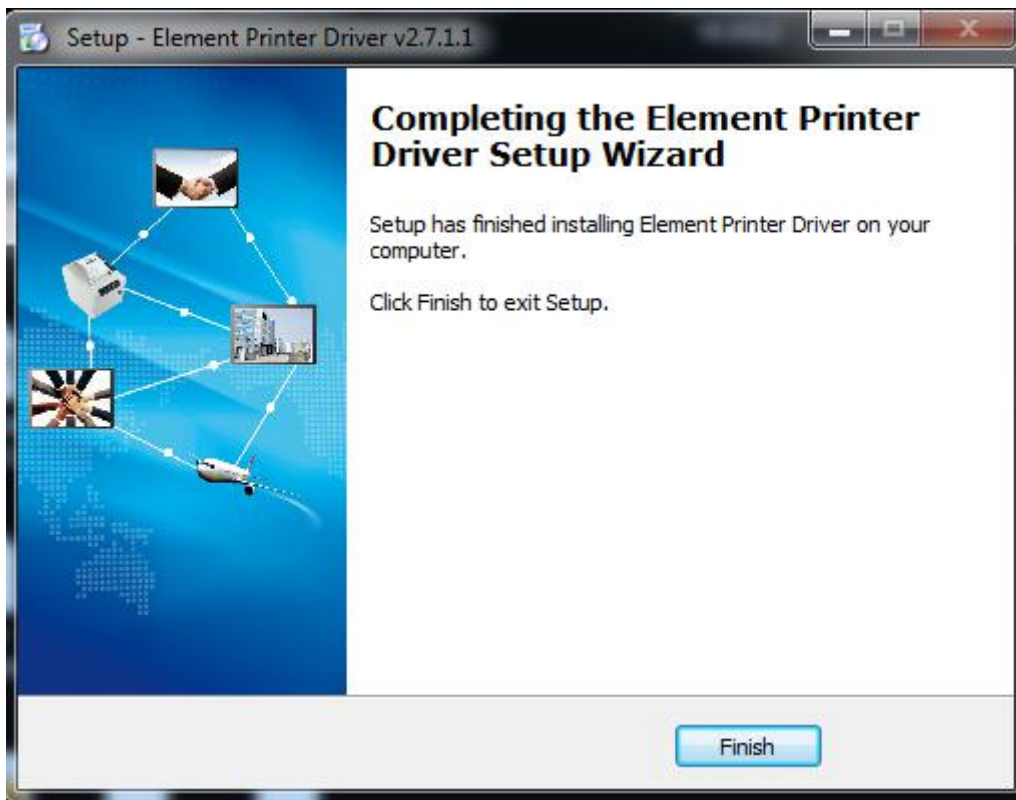 Setup - Element Printer Driver v2.7.1.1
Completing the Element Printer
Driver Setup Wizard
Setup has finished installing Element Printer Driver on your
computer.
Click Finish to exit Setup.
Finish